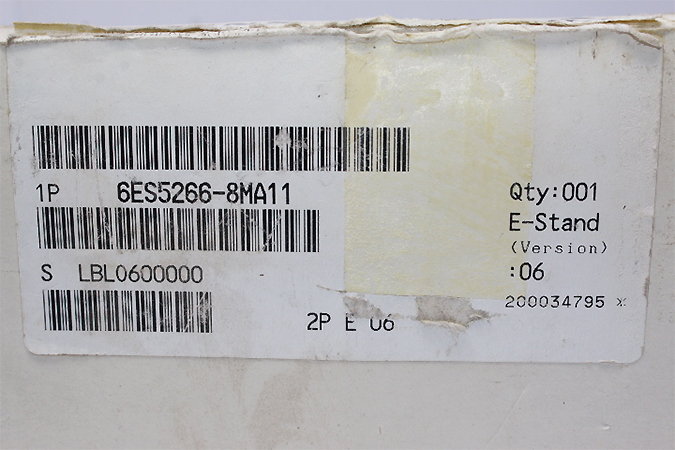 1P 6ES5266-8MA11 Qty:001
E-Stand
(Version)
S LBL0600000 :06
200034795 x
2P E 06